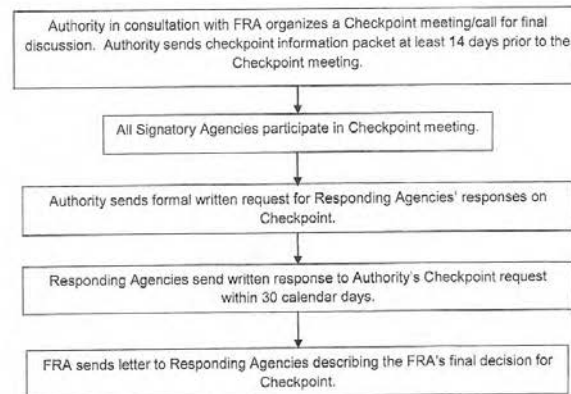 Authority in consultation with FRA organizes a Checkpoint meeting/call for final
discussion. Authority sends checkpoint information packet at least 14 days prior to the
Checkpoint meeting.
All Signatory Agencies participate in Checkpoint meeting.
Authority sends formal written request for Responding Agencies' responses on
Checkpoint.
Responding Agencies send written response to Authority's Checkpoint request
within 30 calendar days.
FRA sends letter to Responding Agencies describing the FRA's final decision for
Checkpoint.